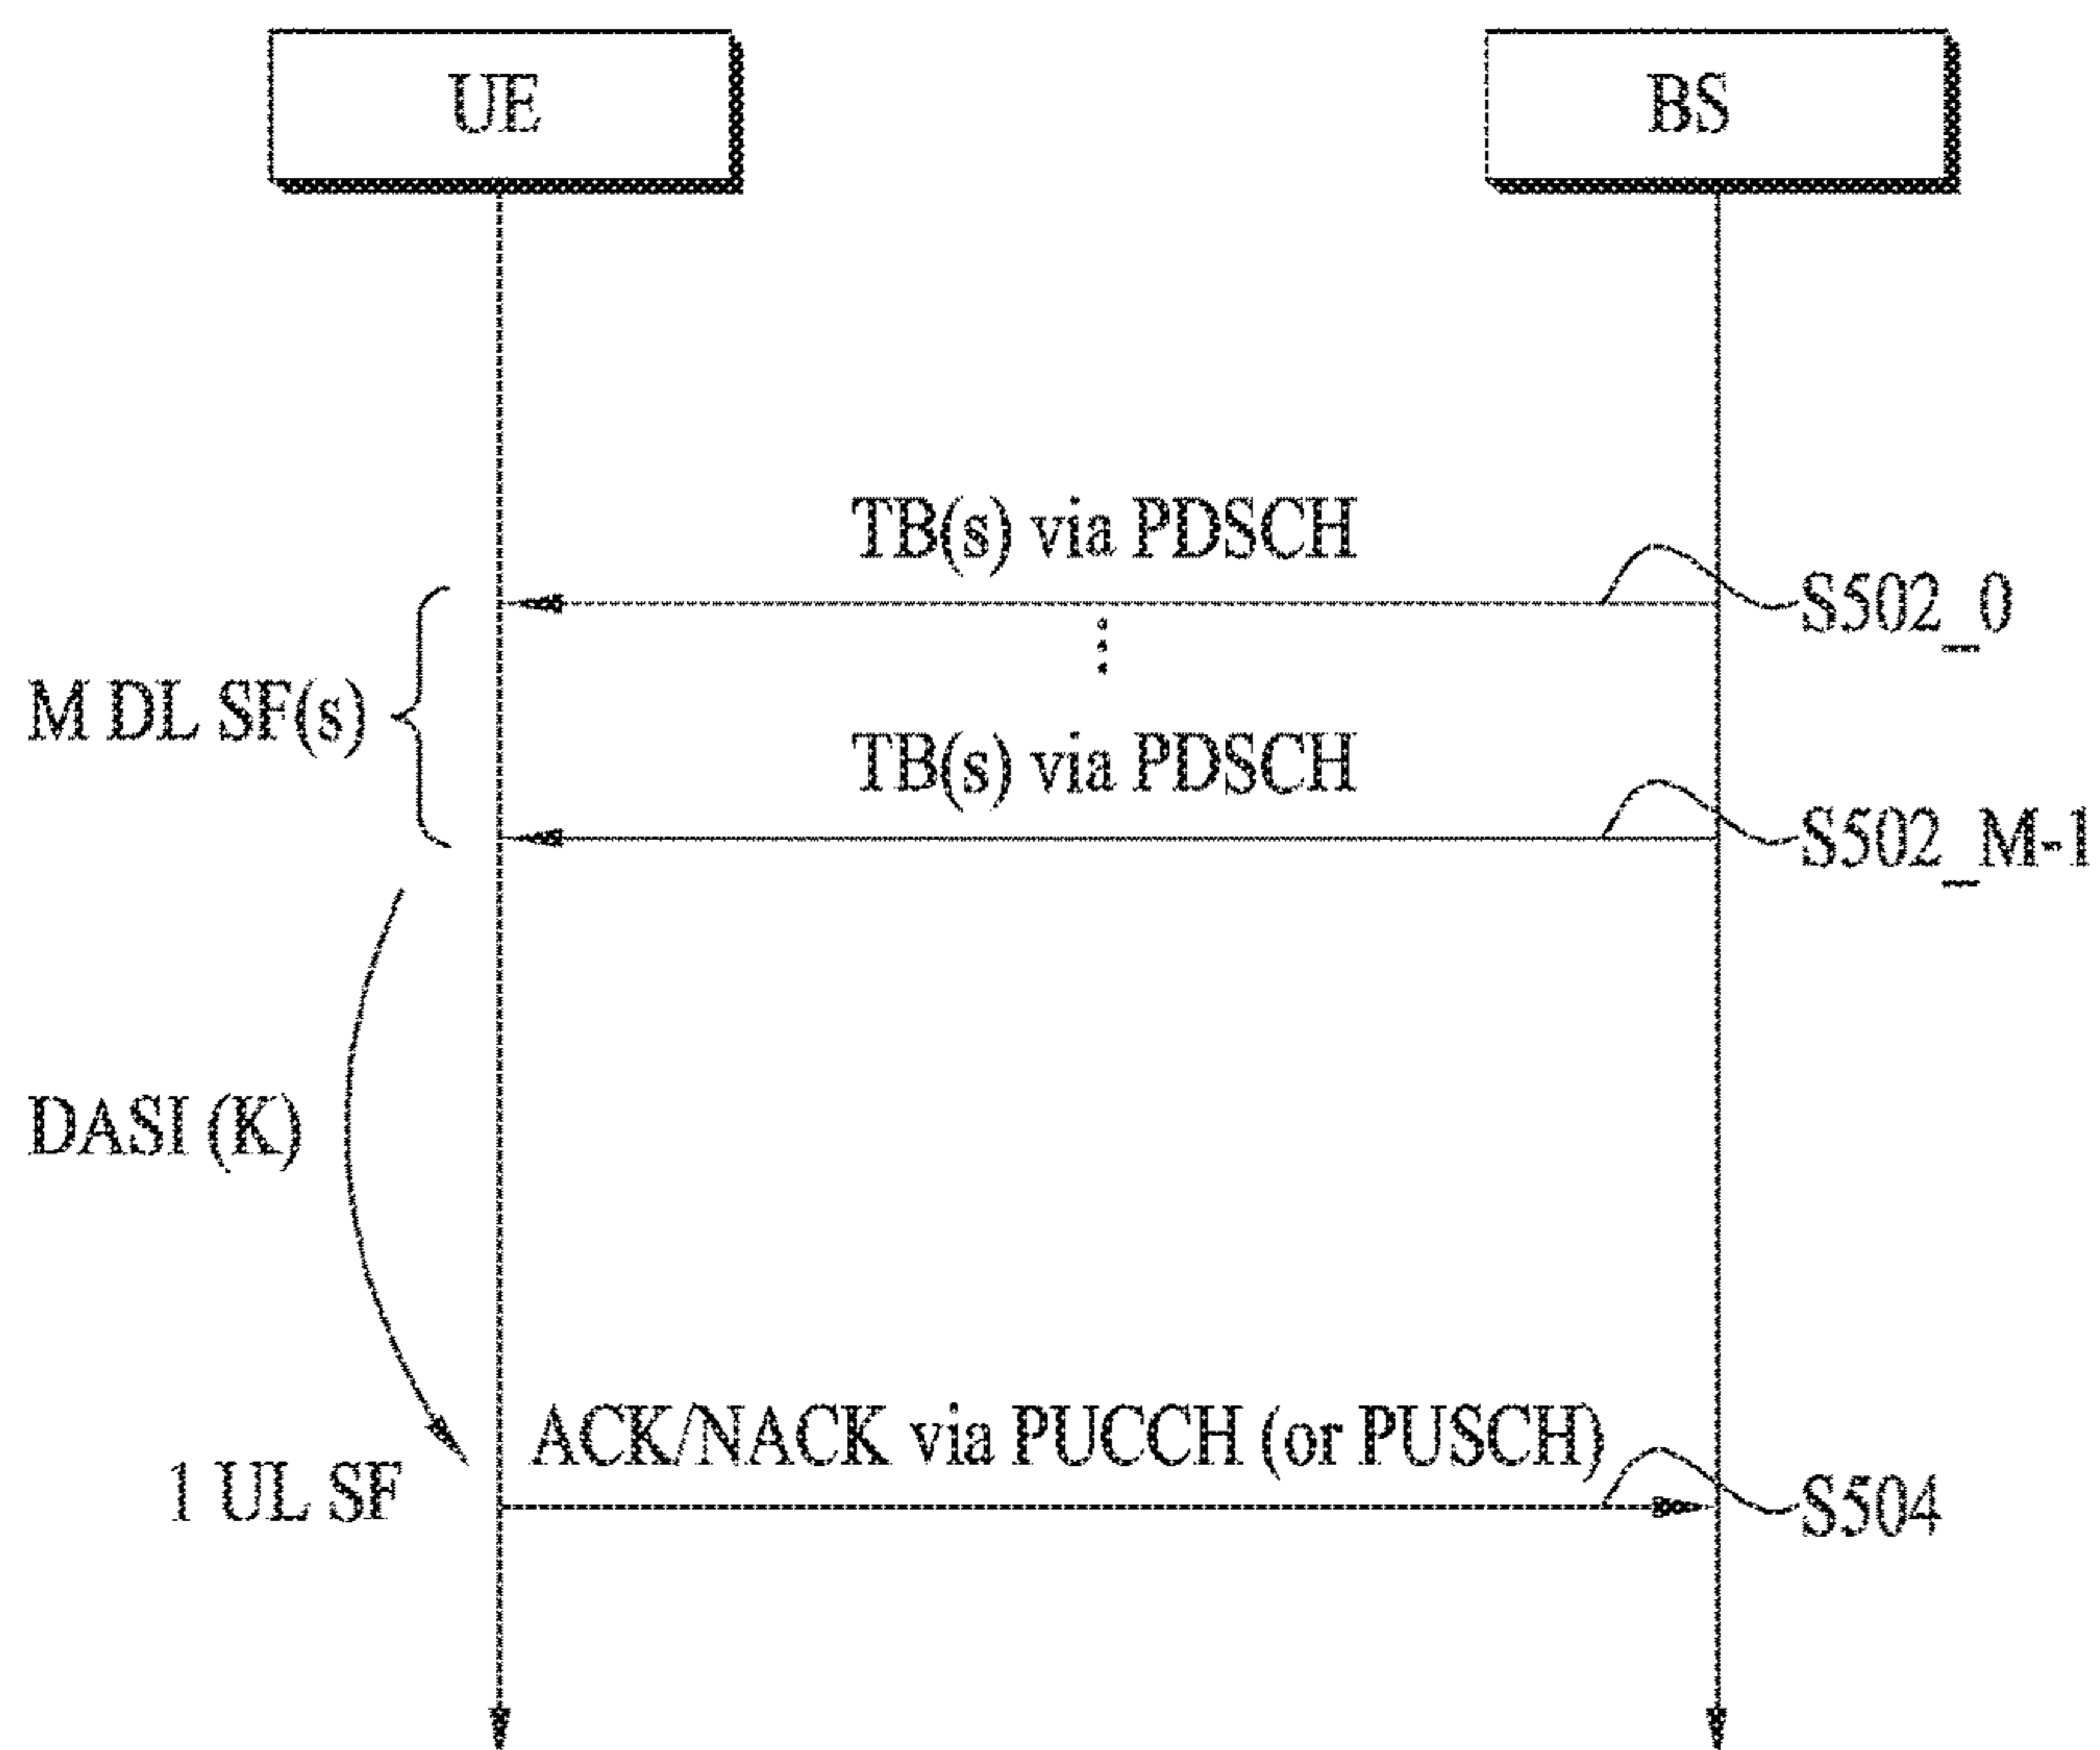 UE
BS
TB(s) via PDSCH
S502_0
M DL SF(s)
TB(s) via PDSCH
S502_M-1
DASI (K)
ACK/NACK via PUCCH (or PUSCH)
1 UL SF
S504